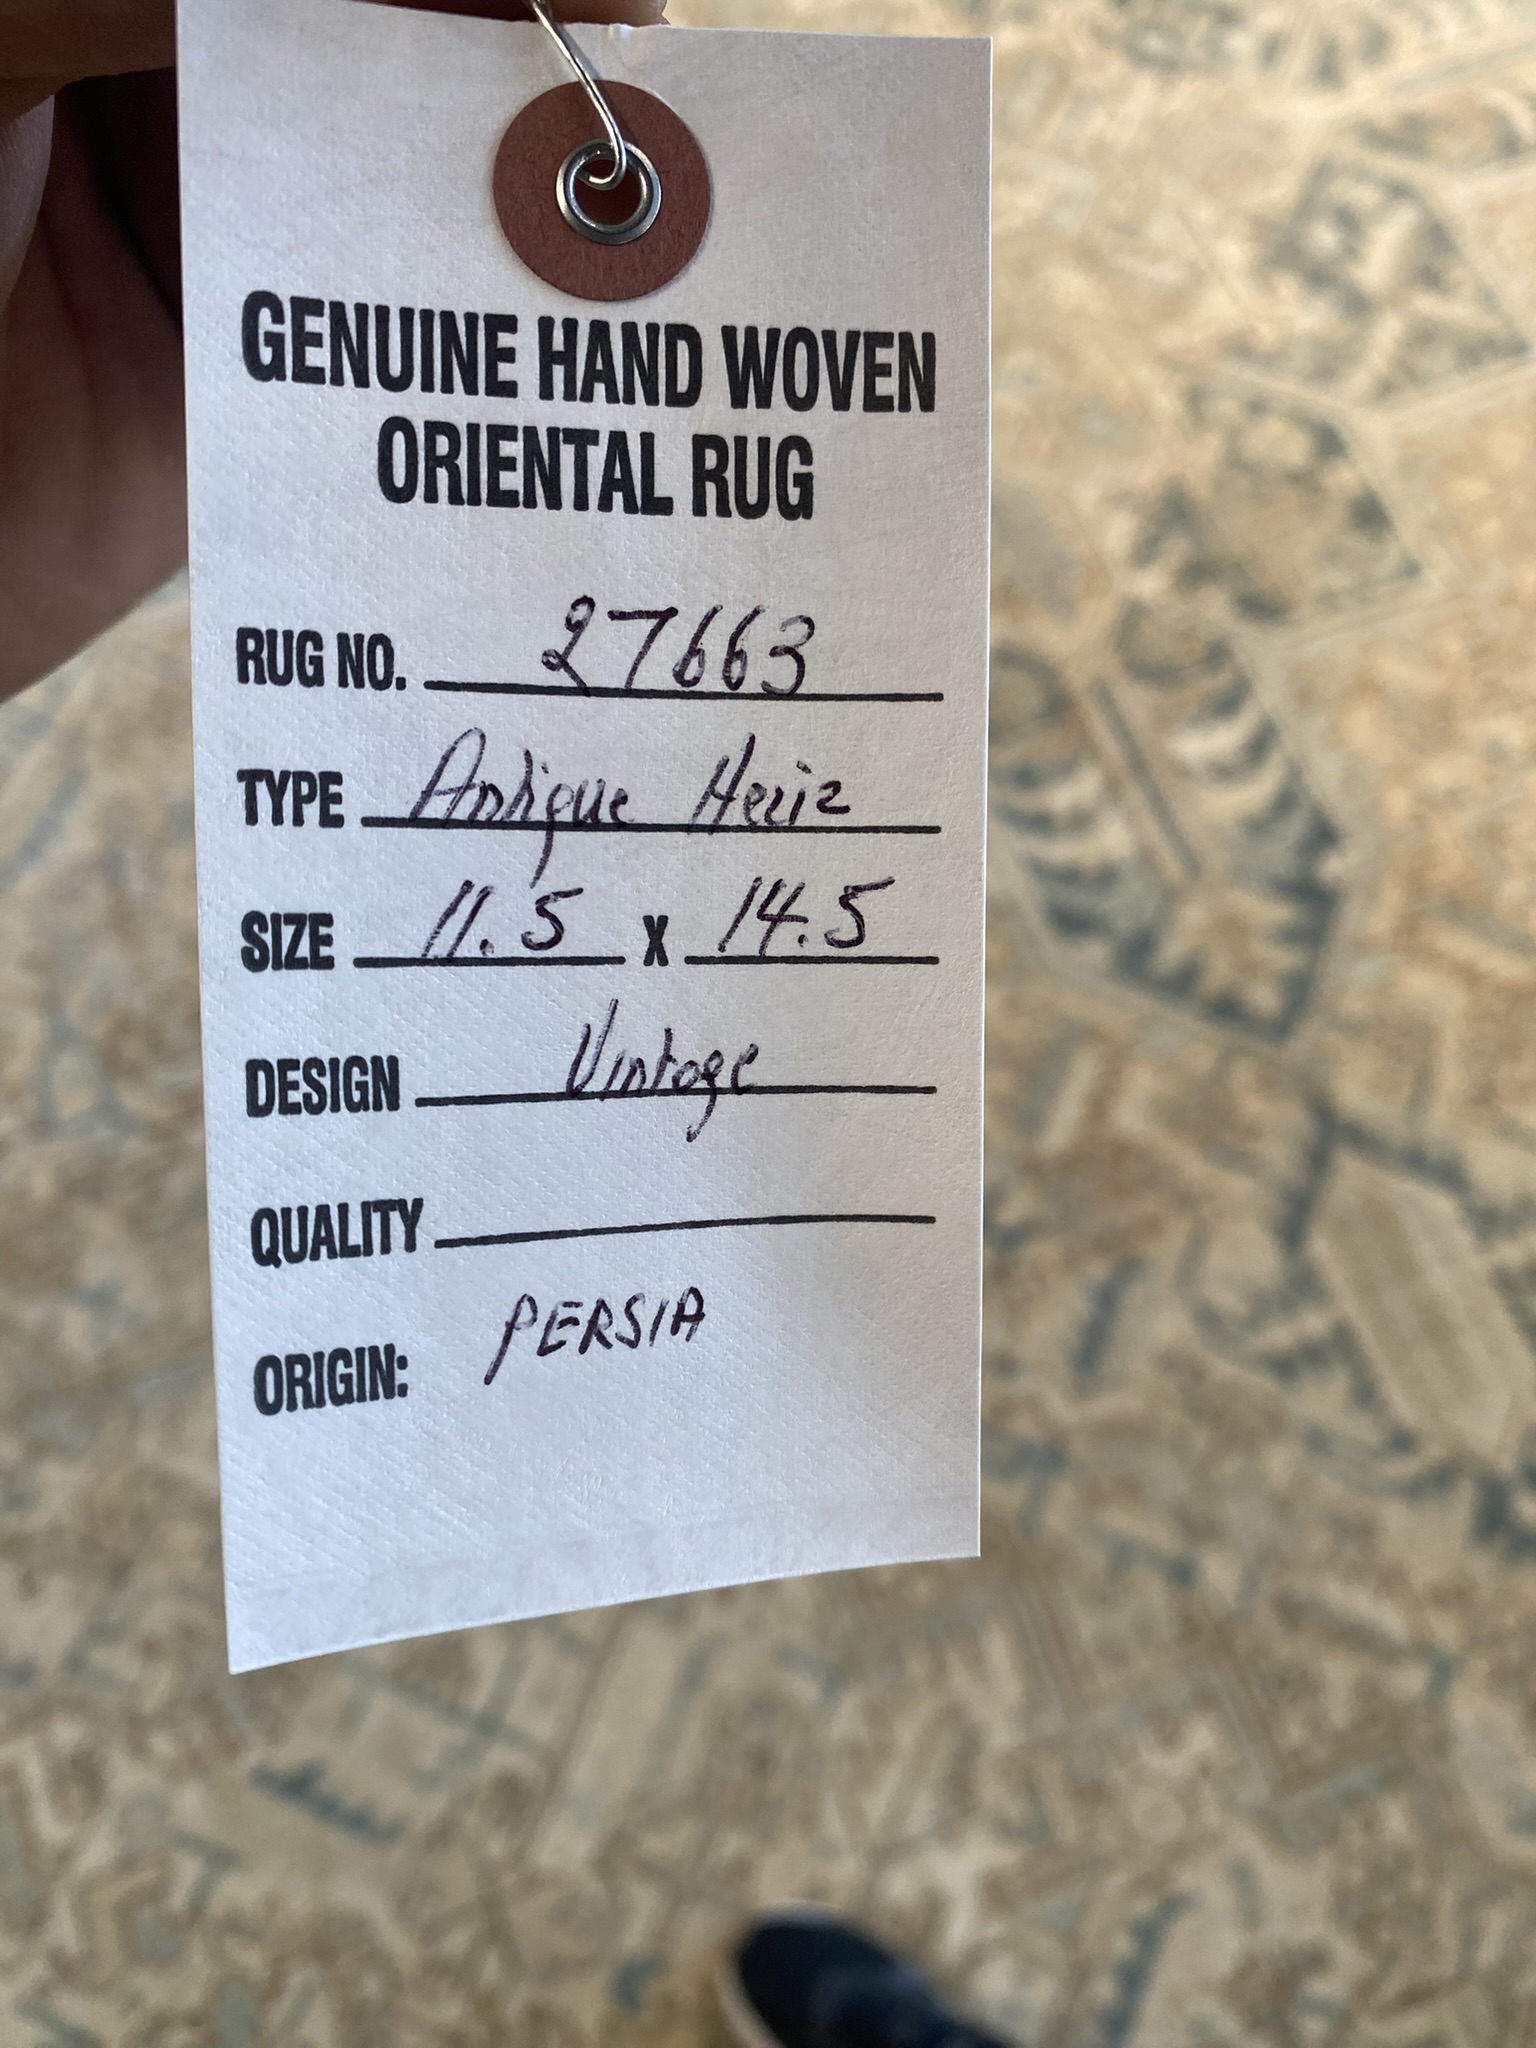 GENUINE HAND WOVEN
ORIENTAL RUG
RUG NO. 27663
TYPE Antique Heriz
SIZE 11.5 X 14.5
DESIGN Vintage
QUALITY
ORIGIN: PERSIA